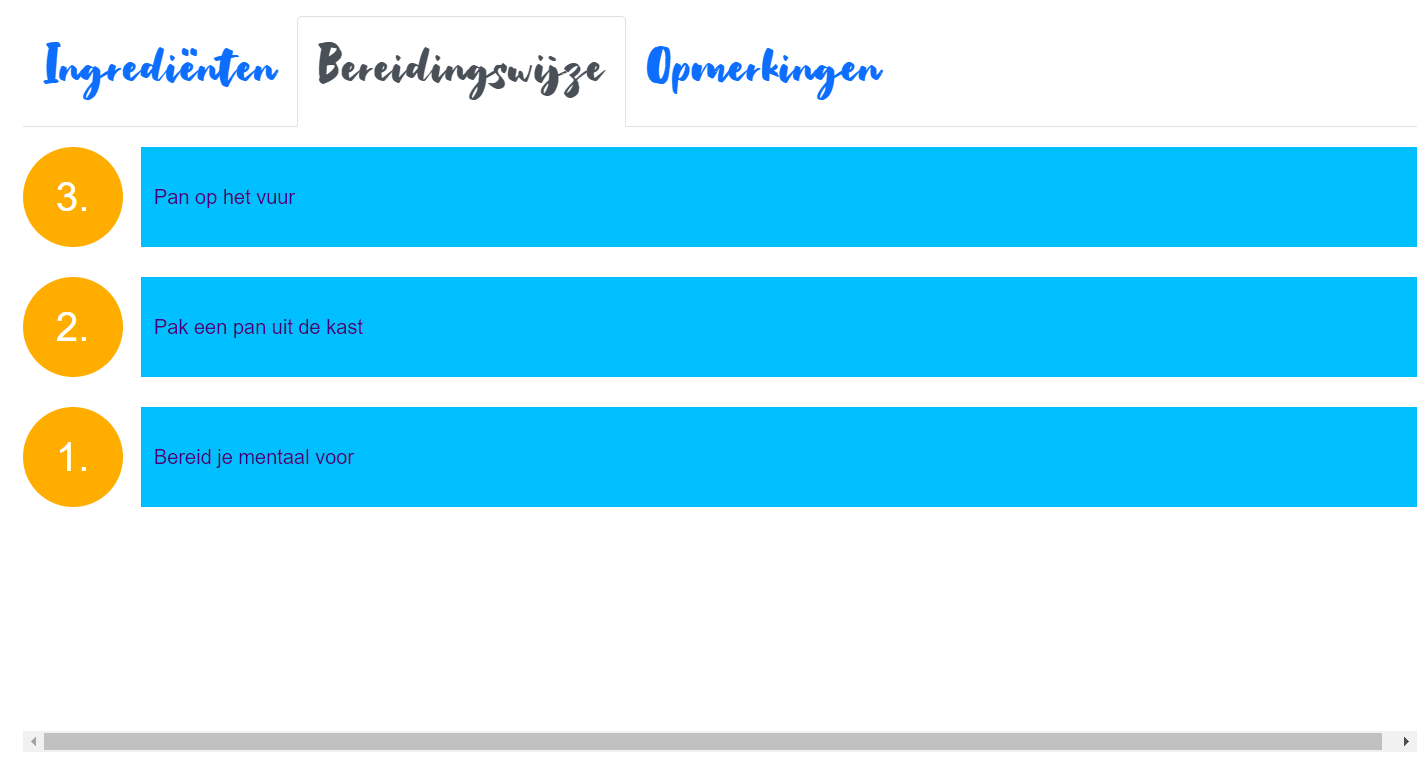 Ingrediënten Bereidingswijze Opmerkingen
3. Pan op het vuur
2. Pak een pan uit de kast
1. Bereid je mentaal voor